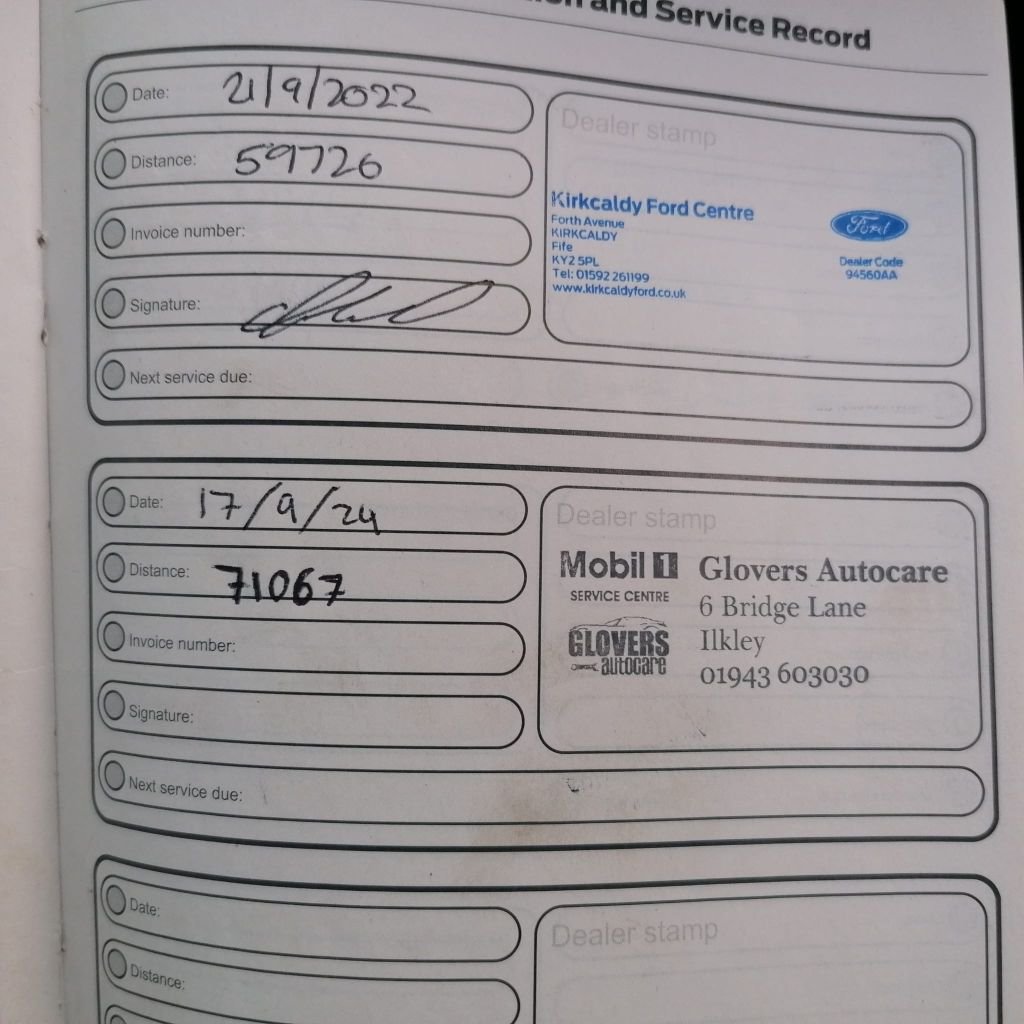 and Service Record
Date: 21/9/2022
Distance: 59726
Invoice number:
Signature:
Next service due:
Dealer stamp
Kirkcaldy Ford Centre
Forth Avenue
KIRKCALDY
Fife
KY2 5PL
Tel: 01592 261199
www.kirkcaldyford.co.uk
Ford
Dealer Code
94560AA
Date: 17/9/24
Distance: 71067
Invoice number:
Signature:
Next service due:
Dealer stamp
Mobil 1
SERVICE CENTRE
GLOVERS
autocare
Glovers Autocare
6 Bridge Lane
Ilkley
01943 603030
Date:
Distance:
Dealer stamp